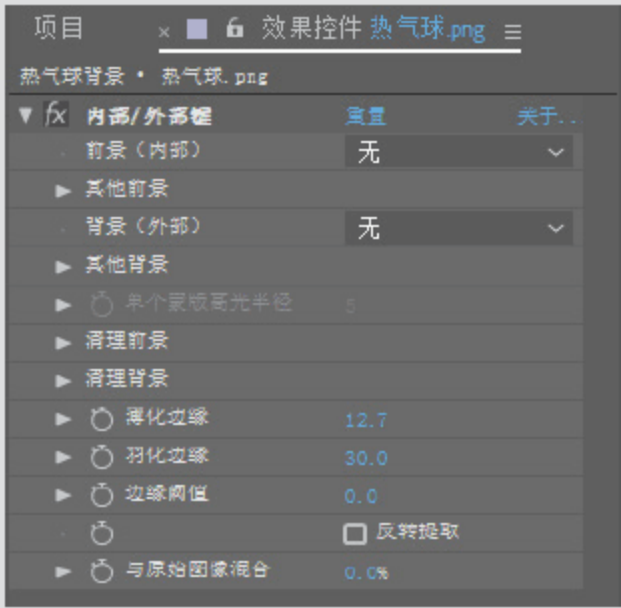 项目 × 效果控件 热气球.png
热气球背景 • 热气球.png
fx 内部/外部键 重置 关于...
前景（内部） 无
其他前景
背景（外部） 无
其他背景
单个蒙版高光半径 5
清理前景
清理背景
薄化边缘 12.7
羽化边缘 30.0
边缘阈值 0.0
反转提取
与原始图像混合 0.0%